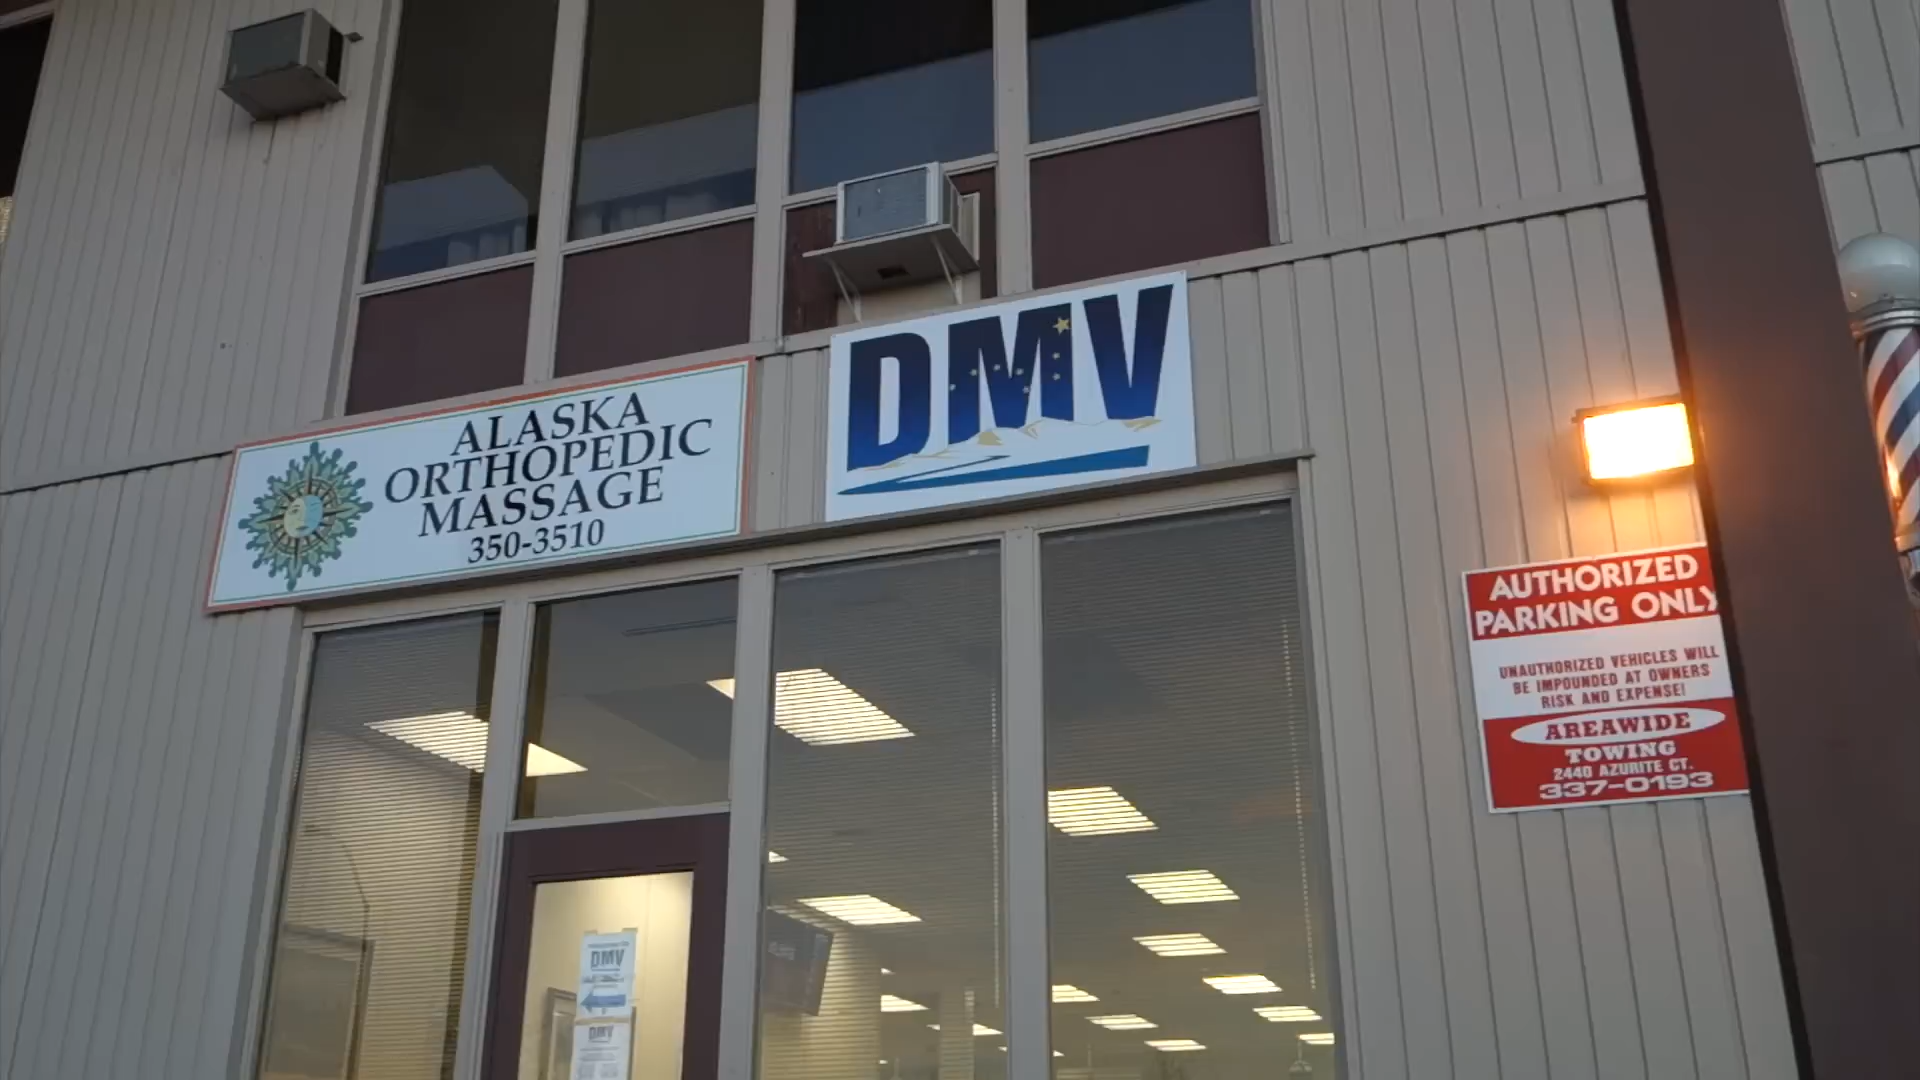 ALASKA
ORTHOPEDIC
MASSAGE
350-3510
DMV
AUTHORIZED
PARKING ONLY
UNAUTHORIZED VEHICLES WILL
BE IMPOUNDED AT OWNERS
RISK AND EXPENSE!
AREAWIDE
TOWING
2440 AZURITE CT.
337-0193
DMV
DMV